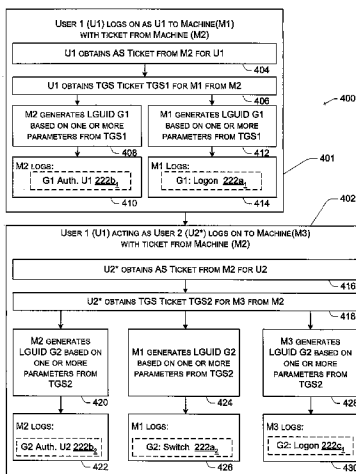 USER 1 (U1) LOGS ON AS U1 TO MACHINE(M1)
WITH TICKET FROM MACHINE (M2)
U1 OBTAINS AS TICKET FROM M2 FOR U1
404
U1 OBTAINS TGS TICKET TGS1 FOR M1 FROM M2
406
400
M2 GENERATES LGUID G1
BASED ON ONE OR MORE
PARAMETERS FROM TGS1
408
M1 GENERATES LGUID G1
BASED ON ONE OR MORE
PARAMETERS FROM TGS1
412
401
M2 LOGS:
G1 Auth. U1 222b1
410
M1 LOGS:
G1: Logon 222a1
414
402
USER 1 (U1) ACTING AS USER 2 (U2*) LOGS ON TO MACHINE(M3)
WITH TICKET FROM MACHINE (M2)
U2* OBTAINS AS TICKET FROM M2 FOR U2
416
U2* OBTAINS TGS TICKET TGS2 FOR M3 FROM M2
418
M2 GENERATES
LGUID G2
BASED ON ONE
OR MORE
PARAMETERS
FROM TGS2
420
M1 GENERATES LGUID G2
BASED ON ONE OR MORE
PARAMETERS FROM
TGS2
424
M3 GENERATES
LGUID G2 BASED
ON ONE OR MORE
PARAMETERS
FROM TGS2
428
M2 LOGS:
G2 Auth. U2 222b2
422
M1 LOGS:
G2: Switch 222a2
426
M3 LOGS:
G2: Logon 222c1